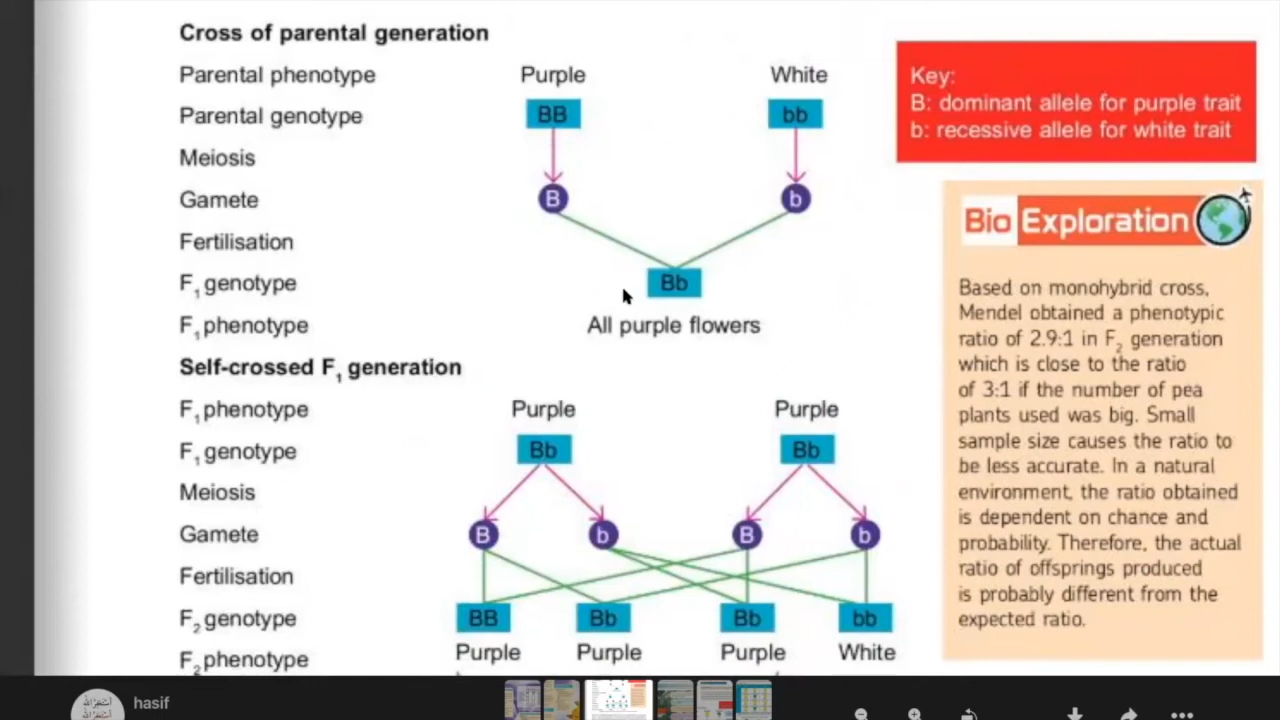 Cross of parental generation
Parental phenotype Purple White
Parental genotype BB bb
Meiosis
Gamete B b
Fertilisation
F1 genotype Bb
F1 phenotype All purple flowers
Self-crossed F1 generation
F1 phenotype Purple Purple
F1 genotype Bb Bb
Meiosis
Gamete B b B b
Fertilisation
F2 genotype BB Bb Bb bb
F2 phenotype Purple Purple Purple White
Key:
B: dominant allele for purple trait
b: recessive allele for white trait
Bio Exploration
Based on monohybrid cross,
Mendel obtained a phenotypic
ratio of 2.9:1 in F2 generation
which is close to the ratio
of 3:1 if the number of pea
plants used was big. Small
sample size causes the ratio to
be less accurate. In a natural
environment, the ratio obtained
is dependent on chance and
probability. Therefore, the actual
ratio of offsprings produced
is probably different from the
expected ratio.
hasif